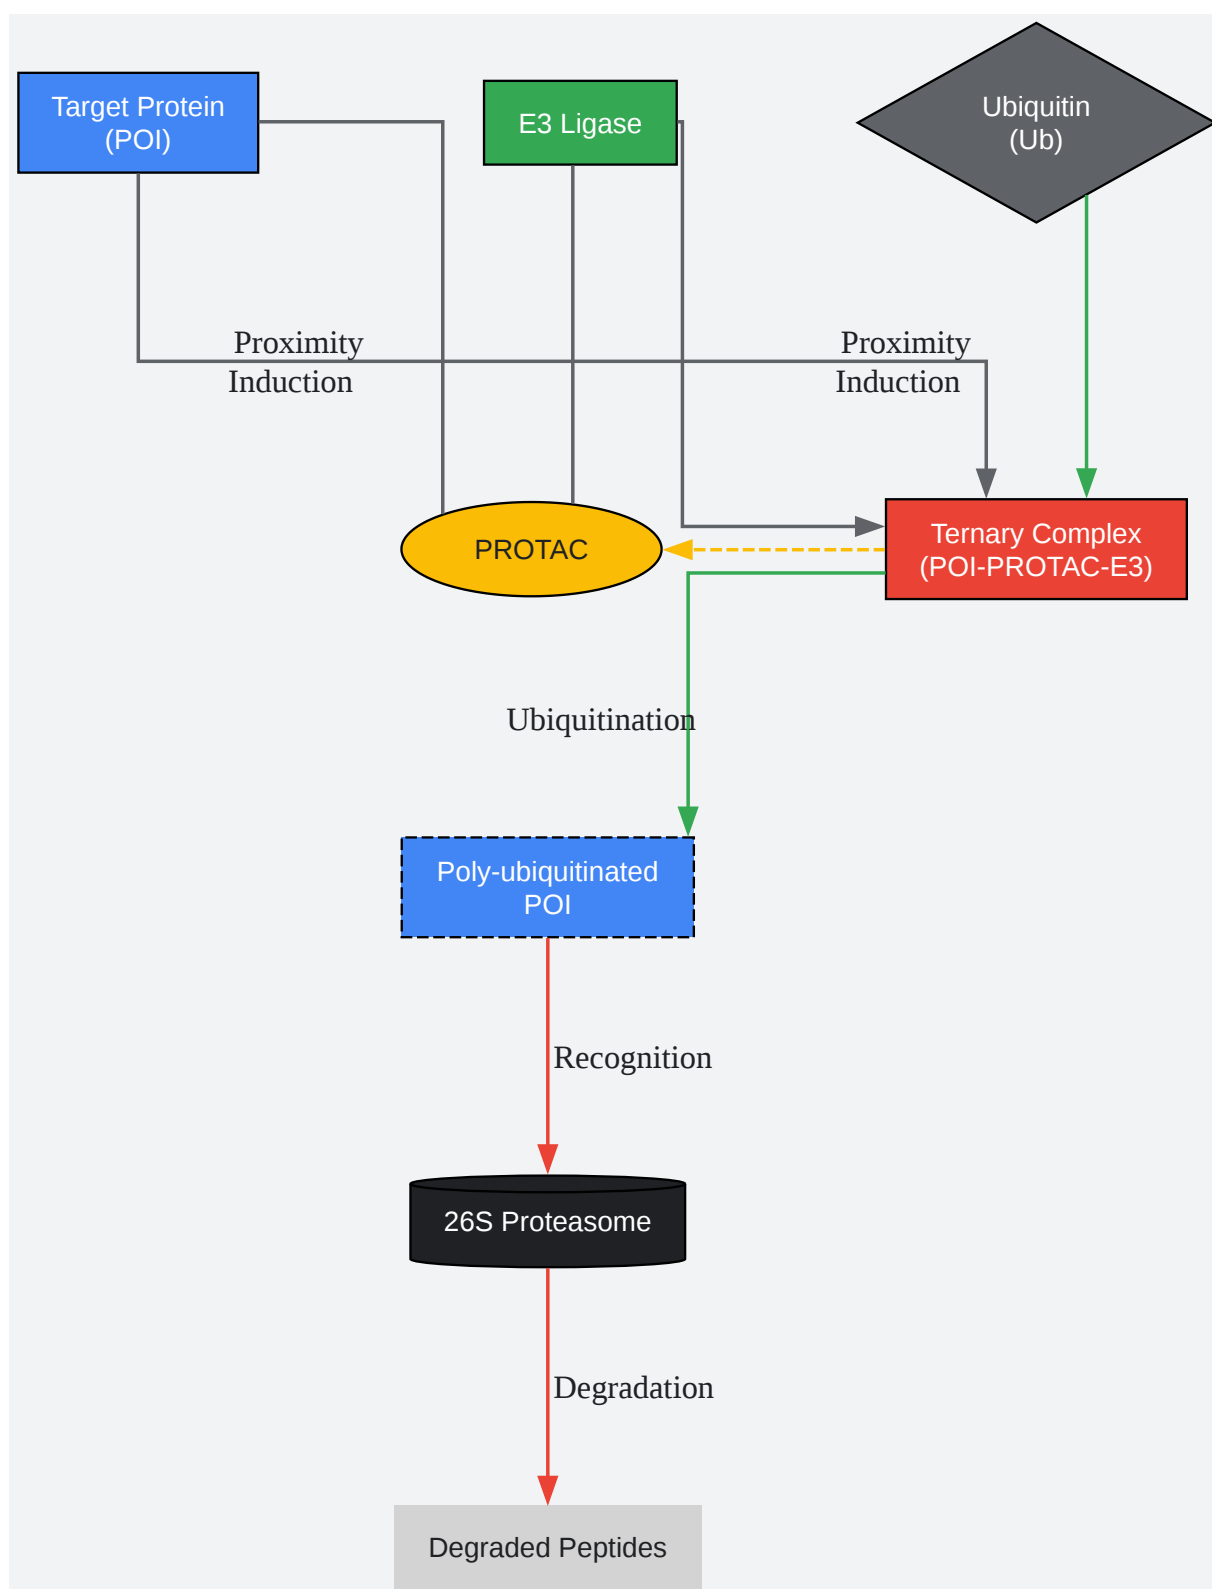 Target Protein
(POI)
E3 Ligase
Ubiquitin
(Ub)
Proximity
Induction
Proximity
Induction
PROTAC
Ternary Complex
(POI-PROTAC-E3)
Ubiquitination
Poly-ubiquitinated
POI
Recognition
26S Proteasome
Degradation
Degraded Peptides